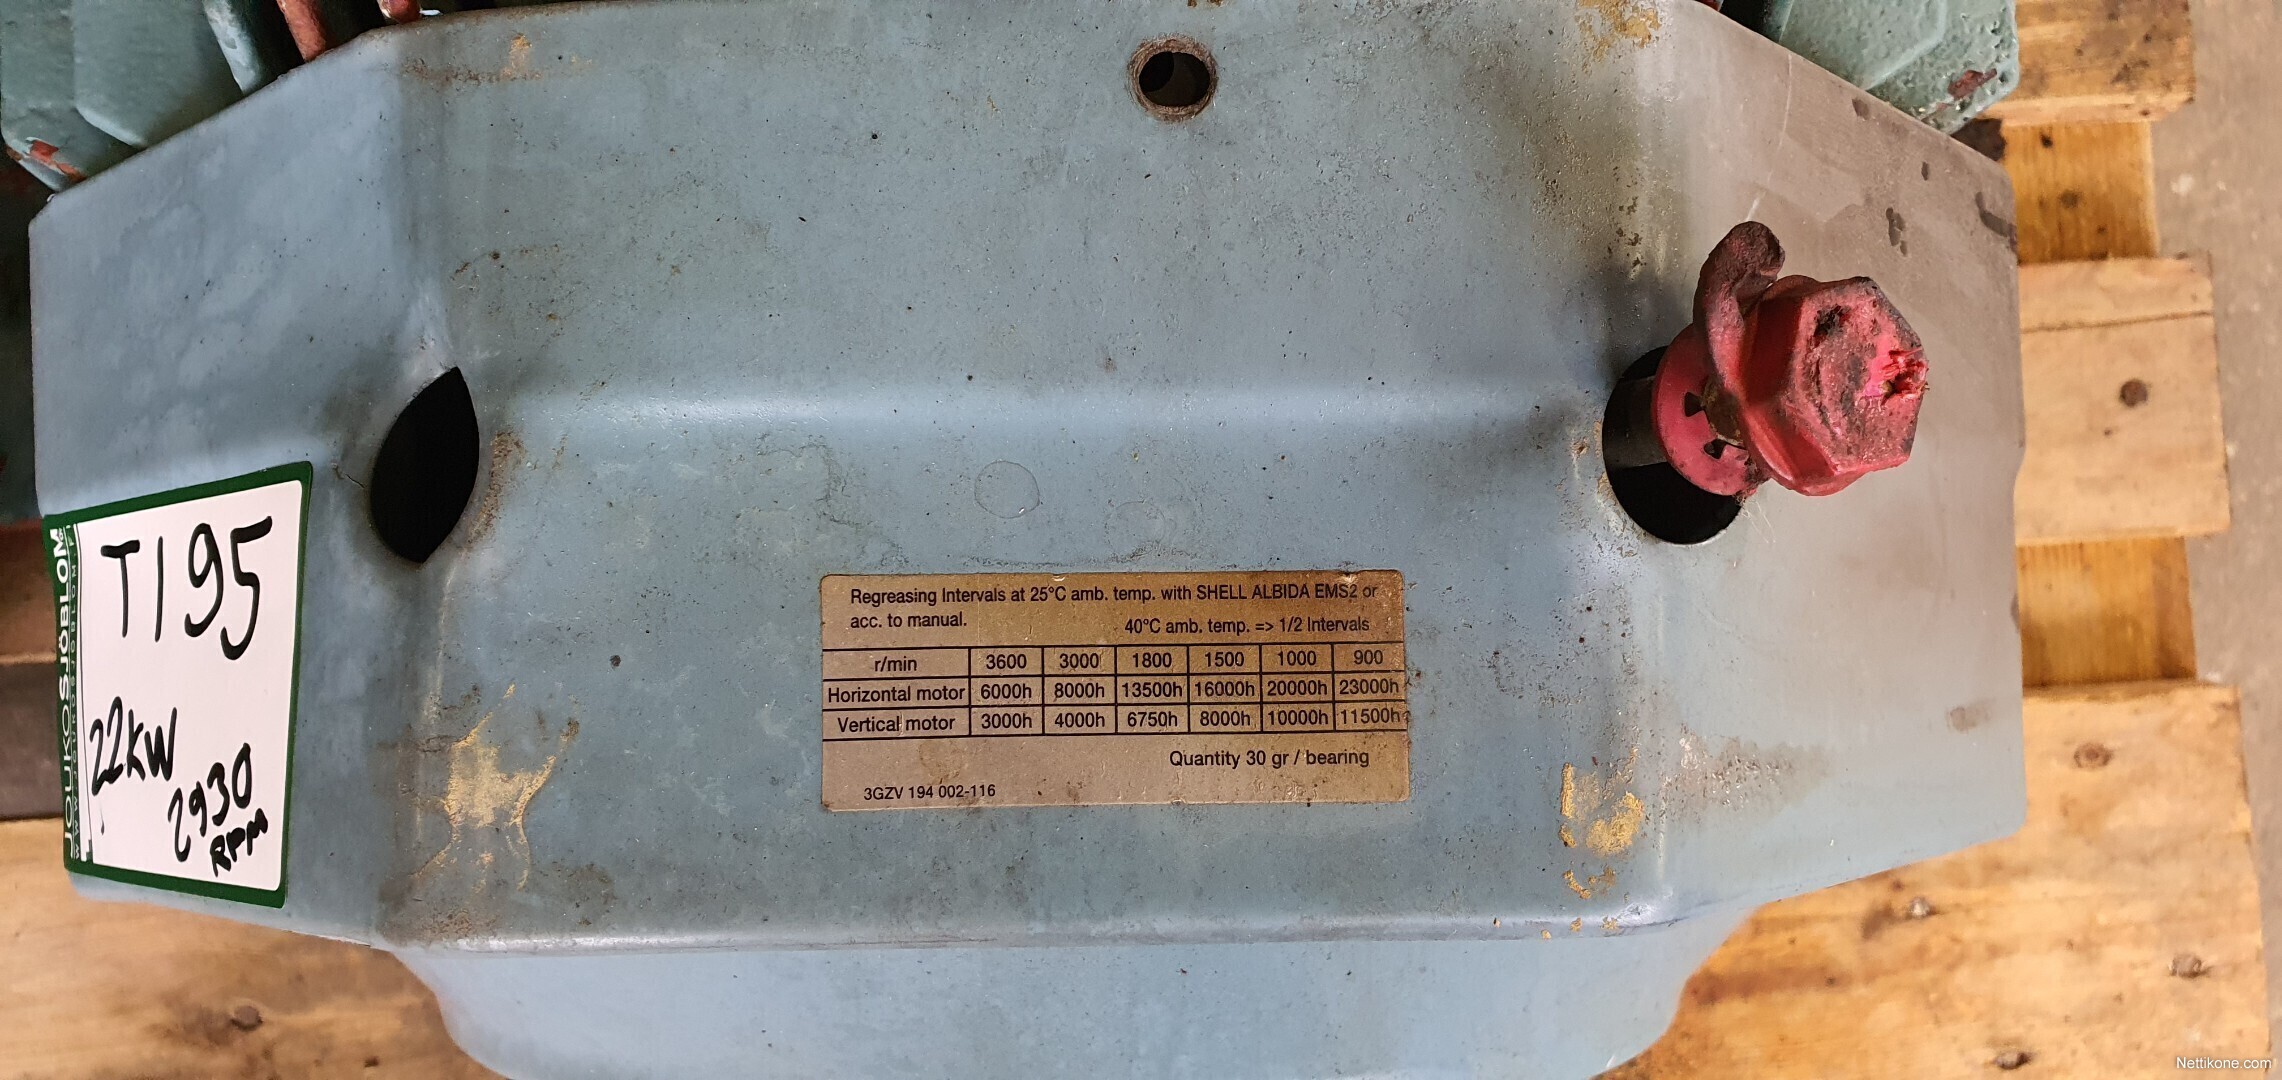 T195
22KW
2930
RPM
JOUKOSJÖBLOM
Regreasing Intervals at 25°C amb. temp. with SHELL ALBIDA EMS2 or
acc. to manual.
40°C amb. temp. => 1/2 Intervals
r/min 3600 3000 1800 1500 1000 900
Horizontal motor 6000h 8000h 13500h 16000h 20000h 23000h
Vertical motor 3000h 4000h 6750h 8000h 10000h 11500h
Quantity 30 gr / bearing
3GZV 194 002-116
Nettikone.com